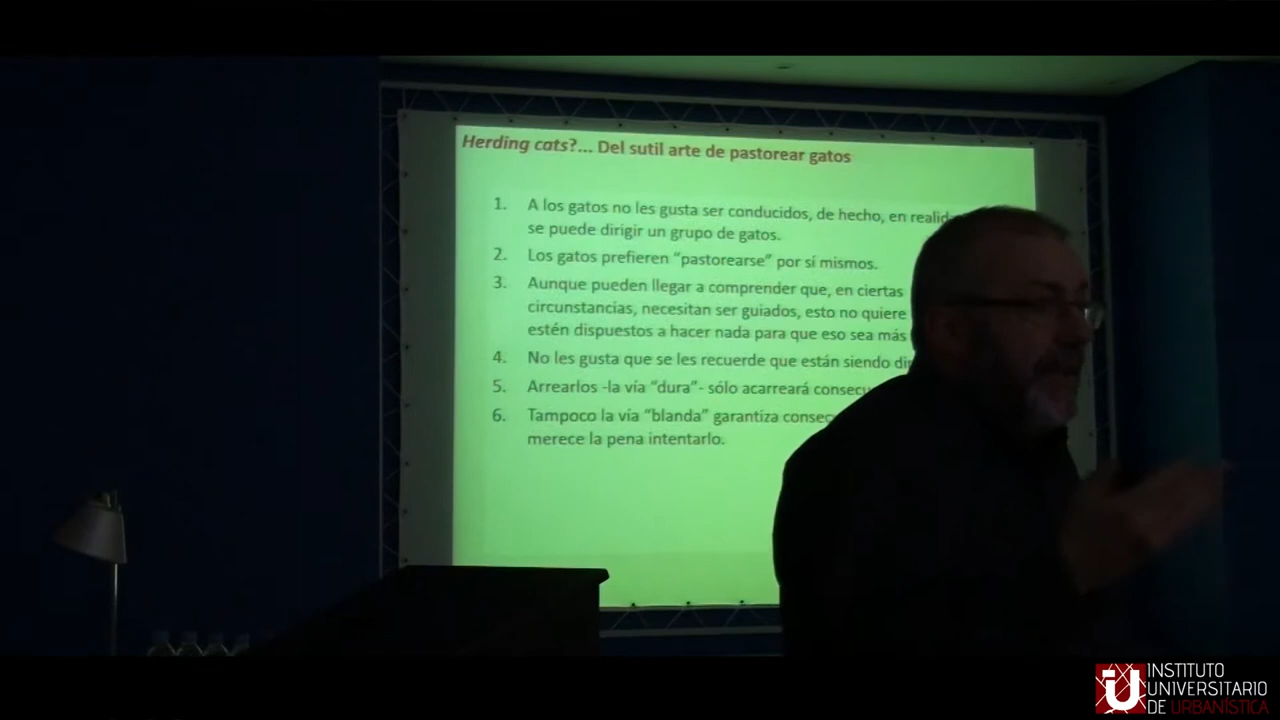 Herding cats?... Del sutil arte de pastorear gatos
1. A los gatos no les gusta ser conducidos, de hecho, en
se puede dirigir un grupo de gatos.
2. Los gatos prefieren “pastorearse” por sí mismos.
3. Aunque pueden llegar a comprender que, en ciertas
circunstancias, necesitan ser guiados, esto no quiere
estén dispuestos a hacer nada para que eso sea más
4. No les gusta que se les recuerde que están siendo
5. Arrearlos -la vía “dura”- sólo acarreará
6. Tampoco la vía “blanda” garantiza
merece la pena intentarlo.
INSTITUTO
UNIVERSITARIO
DE URBANÍSTICA